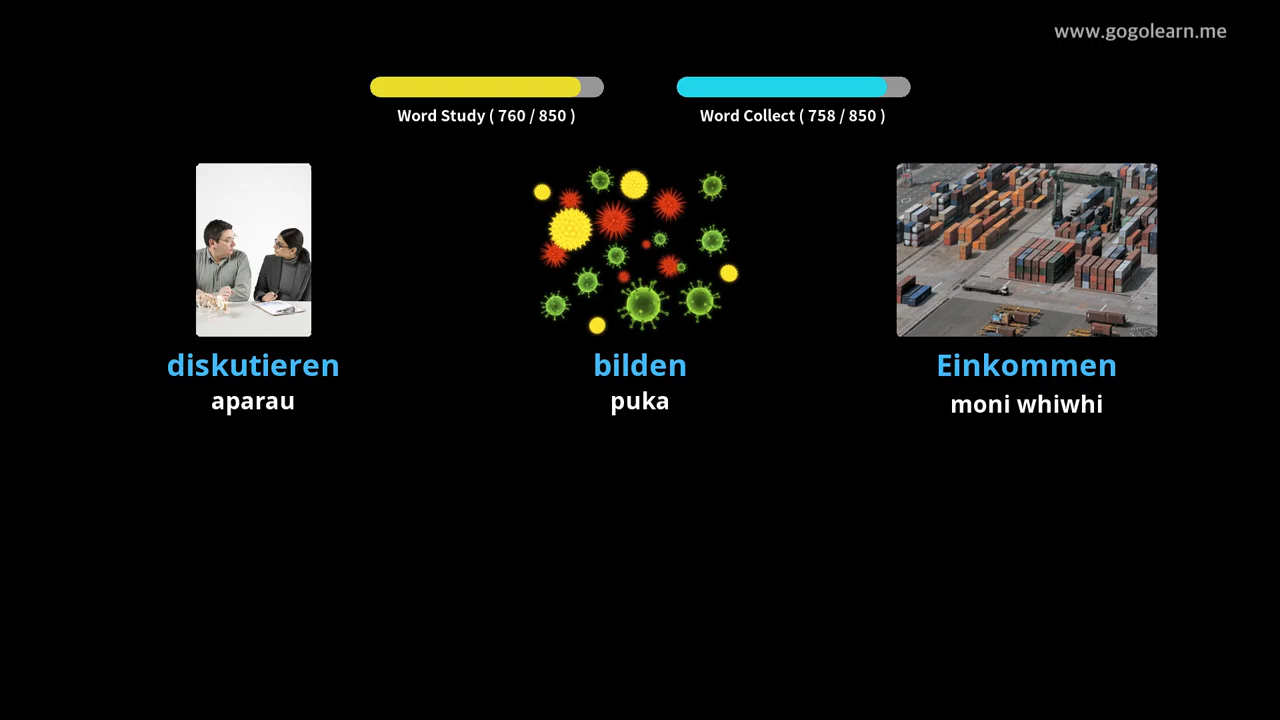 www.gogolearn.me
Word Study ( 760 / 850 )
Word Collect ( 758 / 850 )
diskutieren
aparau
bilden
puka
Einkommen
moni whiwhi